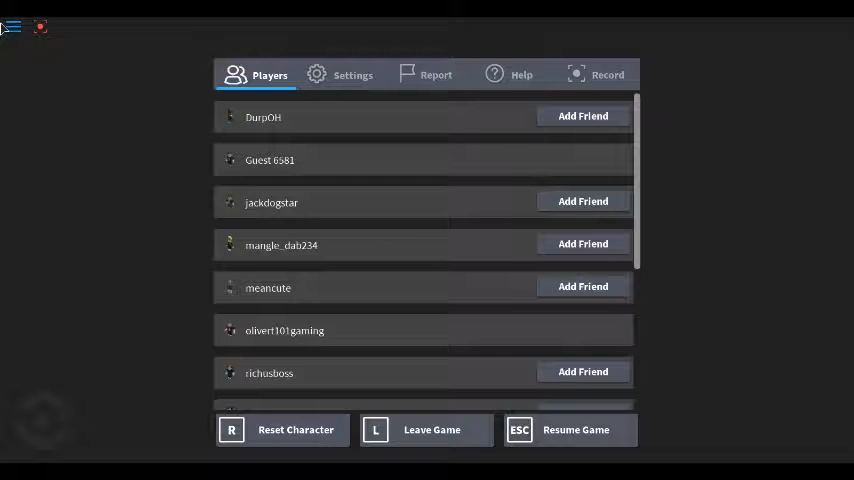 Players
Settings
Report
Help
Record
DurpOH
Add Friend
Guest 6581
jackdogstar
Add Friend
mangle_dab234
Add Friend
meancute
Add Friend
olivert101gaming
richusboss
Add Friend
R
Reset Character
L
Leave Game
ESC
Resume Game